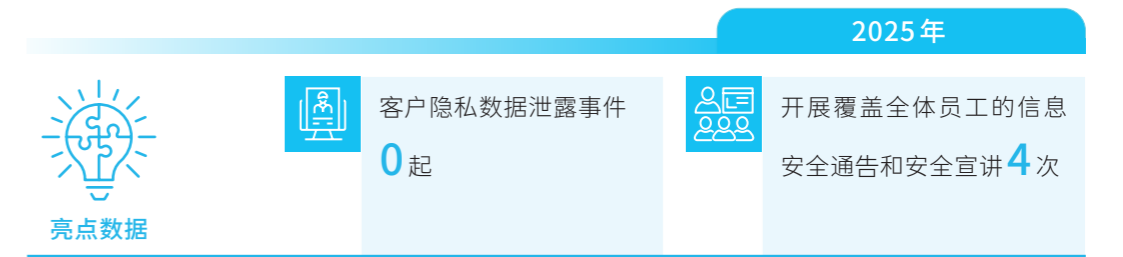 2025年
客户隐私数据泄露事件
0起
开展覆盖全体员工的信息
安全通告和安全宣讲4次
亮点数据